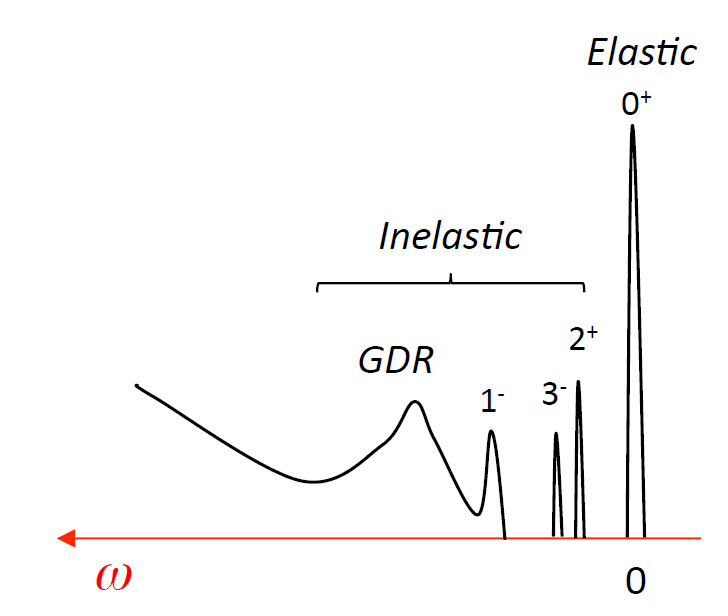 Elastic
0⁺
Inelastic
2⁺
GDR
3⁻
1⁻
ω
0